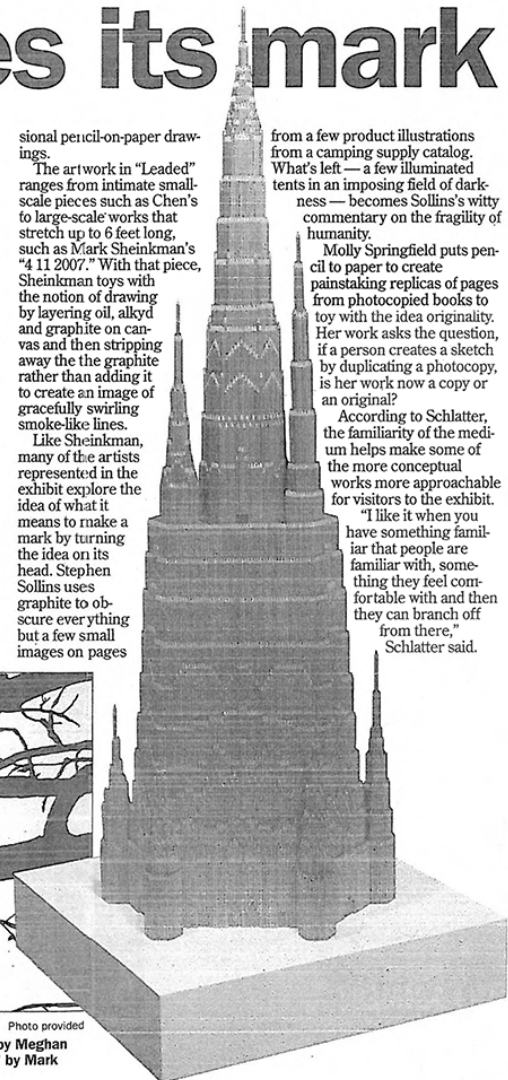 es its mark
sional pencil-on-paper draw-
ings.
The artwork in “Leaded”
ranges from intimate small-
scale pieces such as Chen’s
to large-scale works that
stretch up to 6 feet long,
such as Mark Sheinkman’s
“4 11 2007.” With that piece,
Sheinkman toys with
the notion of drawing
by layering oil, alkyd
and graphite on can-
vas and then stripping
away the the graphite
rather than adding it
to create an image of
gracefully swirling
smoke-like lines.
Like Sheinkman,
many of the artists
represented in the
exhibit explore the
idea of what it
means to make a
mark by turning
the idea on its
head. Stephen
Sollins uses
graphite to ob-
scure everything
but a few small
images on pages
from a few product illustrations
from a camping supply catalog.
What’s left — a few illuminated
tents in an imposing field of dark-
ness — becomes Sollins’s witty
commentary on the fragility of
humanity.
Molly Springfield puts pen-
cil to paper to create
painstaking replicas of pages
from photocopied books to
toy with the idea originality.
Her work asks the question,
if a person creates a sketch
by duplicating a photocopy,
is her work now a copy or
an original?
According to Schlatter,
the familiarity of the medi-
um helps make some of
the more conceptual
works more approachable
for visitors to the exhibit.
“I like it when you
have something famil-
iar that people are
familiar with, some-
thing they feel com-
fortable with and then
they can branch off
from there,”
Schlatter said.
Photo provided
by Meghan
by Mark